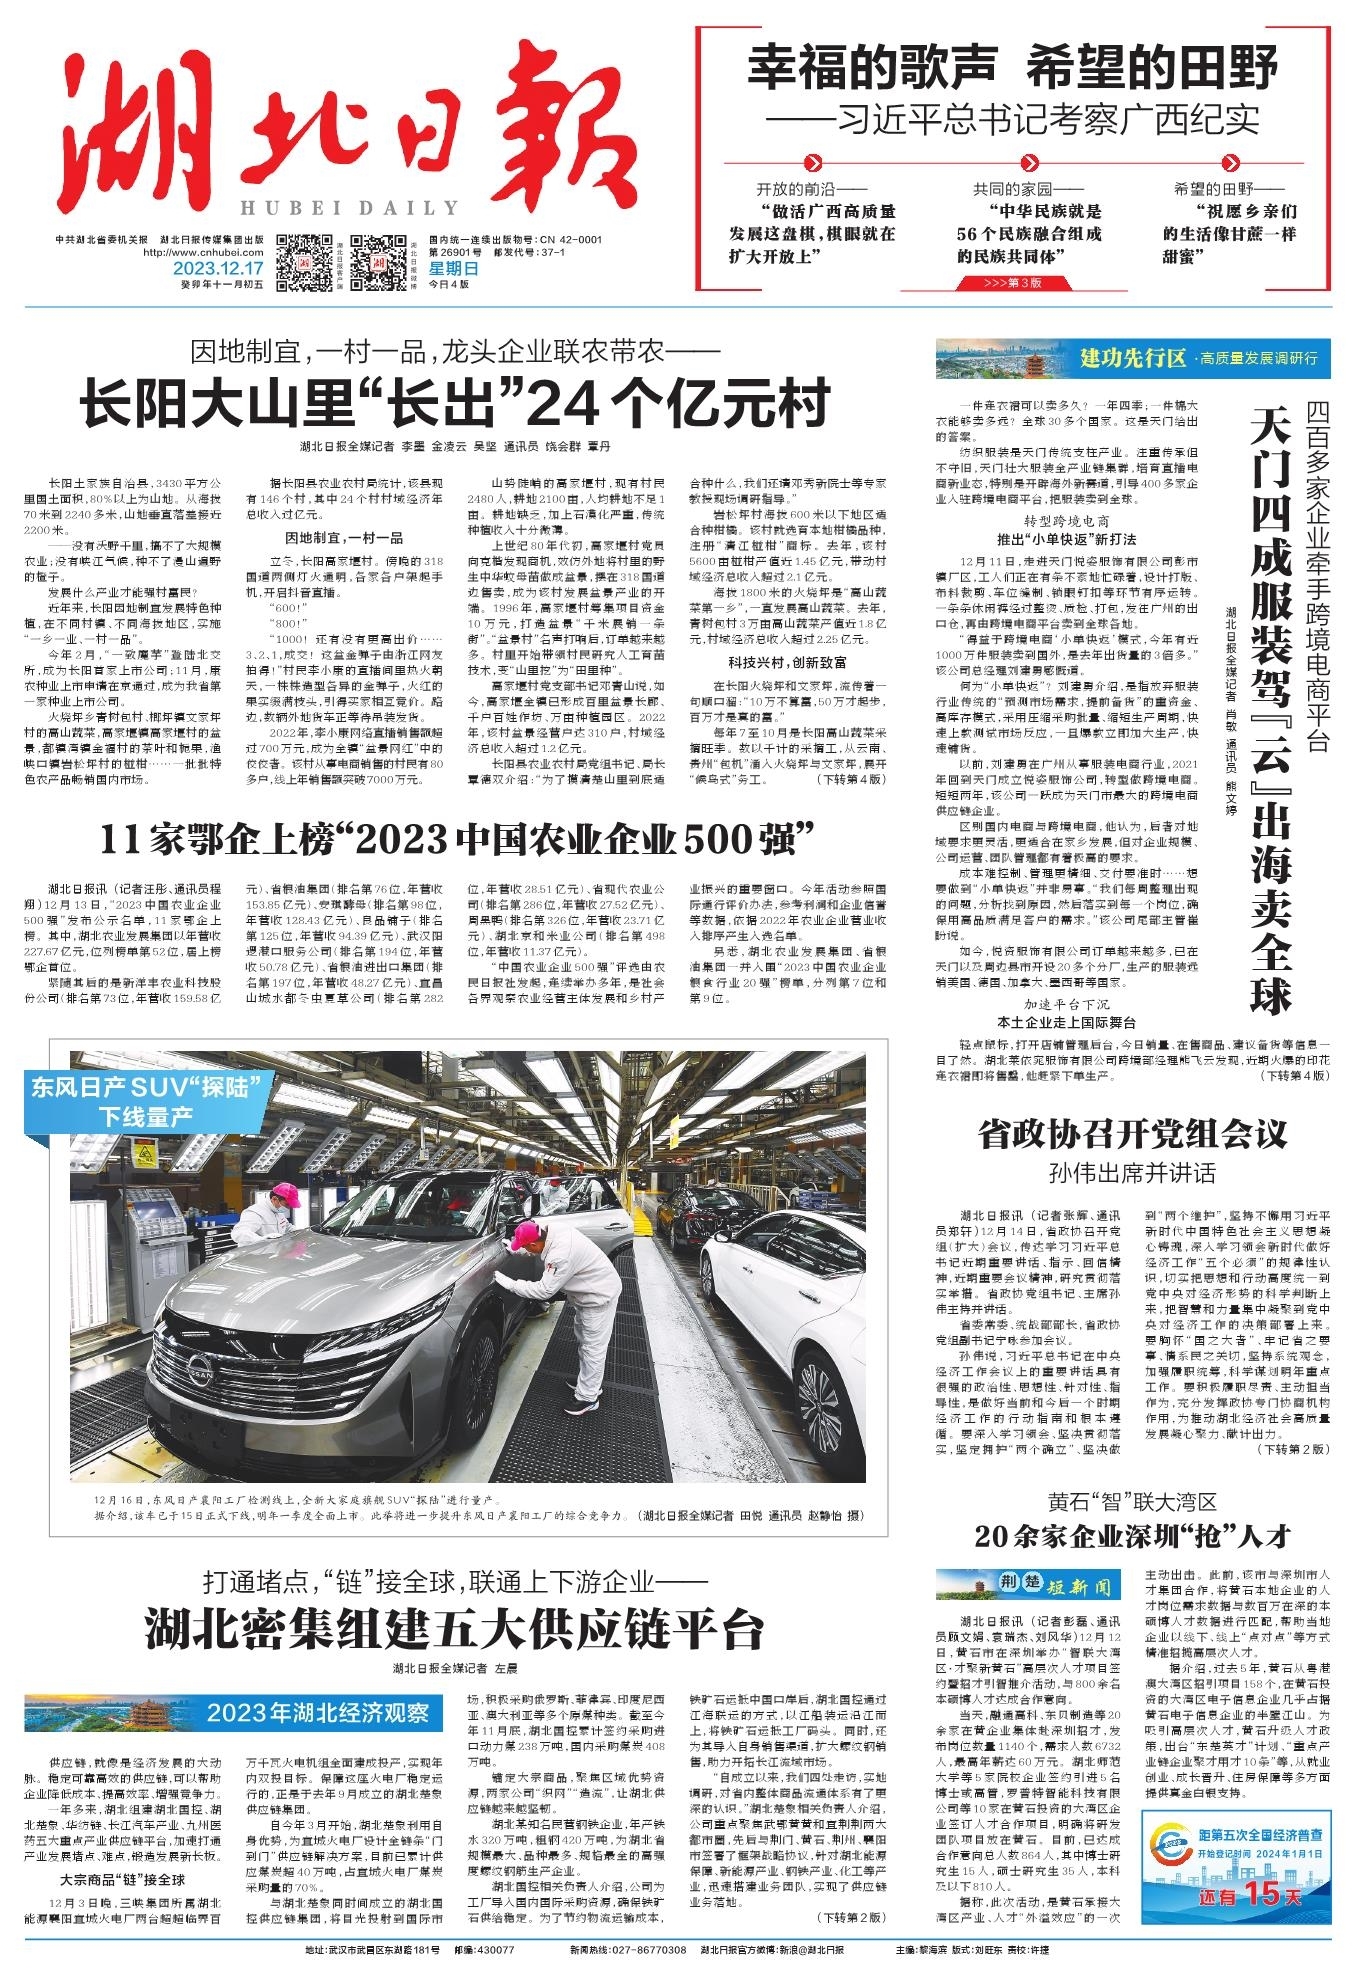 湖北日報
HUBEI DAILY
中共湖北省委机关报 湖北日报传媒集团出版
http://www.cnhubei.com
2023.12.17
癸卯年十一月初五
湖北日报客户端
湖北日报微博
国内统一连续出版物号:CN 42-0001
第26901号 邮发代号:37-1
星期日
今日4版
幸福的歌声 希望的田野
——习近平总书记考察广西纪实
开放的前沿——
“做活广西高质量
发展这盘棋,棋眼就在
扩大开放上”
共同的家园——
“中华民族就是
56个民族融合组成
的民族共同体”
希望的田野——
“祝愿乡亲们
的生活像甘蔗一样
甜蜜”
>>>第3版
因地制宜,一村一品,龙头企业联农带农——
长阳大山里“长出”24个亿元村
湖北日报全媒记者 李墨 金凌云 吴坚 通讯员 饶会群 覃丹
长阳土家族自治县,3430平方公
里国土面积,80%以上为山地。从海拔
70米到2240多米,山地垂直落差接近
2200米。
——没有沃野千里,搞不了大规模
农业;没有峡江气候,种不了漫山遍野
的橙子。
发展什么产业才能强村富民?
近年来,长阳因地制宜发展特色种
植,在不同村镇、不同海拔地区,实施
“一乡一业、一村一品”。
今年2月,“一致魔芋”登陆北交
所,成为长阳首家上市公司;11月,康
农种业上市申请在京通过,成为我省第
一家种业上市公司。
火烧坪乡青树包村、榔坪镇文家坪
村的高山蔬菜,高家堰镇高家堰村的盆
景,都镇湾镇金福村的茶叶和栀果,渔
峡口镇岩松坪村的椪柑……一批批特
色农产品畅销国内市场。
据长阳县农业农村局统计,该县现
有146个村,其中24个村村域经济年
总收入过亿元。
因地制宜,一村一品
立冬,长阳高家堰村。傍晚的318
国道两侧灯火通明,各家各户架起手
机,开启抖音直播。
“600!”
“800!”
“1000!还有没有更高出价……
3、2、1,成交!这盆金弹子由浙江网友
拍得!”村民李小康的直播间里热火朝
天,一株株造型各异的金弹子,火红的
果实缀满枝头,引得买家相互竞价。路
边,数辆外地货车正等待吊装发货。
2022年,李小康网络直播销售额超
过700万元,成为全镇“盆景网红”中的
佼佼者。该村从事电商销售的村民有80
多户,线上年销售额突破7000万元。
山势陡峭的高家堰村,现有村民
2480人,耕地2100亩,人均耕地不足1
亩。耕地缺乏,加上石漠化严重,传统
种植收入十分微薄。
上世纪80年代初,高家堰村党员
向克楷发现商机,效仿外地将村里的野
生中华蚊母苗做成盆景,摆在318国道
边售卖,成为该村发展盆景产业的开
端。1996年,高家堰村筹集项目资金
10万元,打造盆景“千米展销一条
街”。“盆景村”名声打响后,订单越来越
多。村里开始带领村民研究人工育苗
技术,变“山里挖”为“田里种”。
高家堰村党支部书记邓青山说,如
今,高家堰全镇已形成百里盆景长廊、
千户百姓作坊、万亩种植园区。2022
年,该村盆景经营户达310户,村域经
济总收入超过1.2亿元。
长阳县农业农村局党组书记、局长
覃德双介绍:“为了摸清楚山里到底适
合种什么,我们还请邓秀新院士等专家
教授现场调研指导。”
岩松坪村海拔600米以下地区适
合种柑橘。该村就选育本地柑橘品种,
注册“清江椪柑”商标。去年,该村
5600亩椪柑产值近1.45亿元,带动村
域经济总收入超过2.1亿元。
海拔1800米的火烧坪是“高山蔬
菜第一乡”,一直发展高山蔬菜。去年,
青树包村3万亩高山蔬菜产值近1.8亿
元,村域经济总收入超过2.25亿元。
科技兴村,创新致富
在长阳火烧坪和文家坪,流传着一
句顺口溜:“10万不算富,50万才起步,
百万才是真的富。”
每年7至10月是长阳高山蔬菜采
摘旺季。数以千计的采摘工,从云南、
贵州“包机”涌入火烧坪与文家坪,展开
“候鸟式”务工。 (下转第4版)
11家鄂企上榜“2023中国农业企业500强”
湖北日报讯(记者汪彤、通讯员程
翔)12月13日,“2023中国农业企业
500强”发布公示名单,11家鄂企上
榜。其中,湖北农业发展集团以年营收
227.67亿元,位列榜单第52位,居上榜
鄂企首位。
紧随其后的是新洋丰农业科技股
份公司(排名第73位,年营收159.58亿
元)、省粮油集团(排名第76位,年营收
153.85亿元)、安琪酵母(排名第98位,
年营收128.43亿元)、良品铺子(排名
第125位,年营收94.39亿元)、武汉阳
逻港口服务公司(排名第194位,年营
收50.78亿元)、省粮油进出口集团(排
名第197位,年营收48.27亿元)、宜昌
山城水都冬虫夏草公司(排名第282
位,年营收28.51亿元)、省现代农业公
司(排名第286位,年营收27.52亿元)、
周黑鸭(排名第326位,年营收23.71亿
元)、湖北京和米业公司(排名第498
位,年营收11.37亿元)。
“中国农业企业500强”评选由农
民日报社发起,连续举办多年,是社会
各界观察农业经营主体发展和乡村产
业振兴的重要窗口。今年活动参照国
际通行评价办法,参考利润和企业信誉
等数据,依据2022年农业企业营业收
入排序产生入选名单。
另悉,湖北农业发展集团、省粮
油集团一并入围“2023中国农业企业
粮食行业20强”榜单,分列第7位和
第9位。
东风日产SUV“探陆”
下线量产
NISSAN
12月16日,东风日产襄阳工厂检测线上,全新大家庭旗舰SUV“探陆”进行量产。
据介绍,该车已于15日正式下线,明年一季度全面上市。此举将进一步提升东风日产襄阳工厂的综合竞争力。(湖北日报全媒记者 田悦 通讯员 赵静怡 摄)
打通堵点,“链”接全球,联通上下游企业——
湖北密集组建五大供应链平台
湖北日报全媒记者 左晨
2023年湖北经济观察
供应链,就像是经济发展的大动
脉。稳定可靠高效的供应链,可以帮助
企业降低成本、提高效率、增强竞争力。
一年多来,湖北组建湖北国控、湖
北楚象、华纺链、长江汽车产业、九州医
药五大重点产业供应链平台,加速打通
产业发展堵点、难点,锻造发展新长板。
大宗商品“链”接全球
12月3日晚,三峡集团所属湖北
能源襄阳宜城火电厂两台超超临界百
万千瓦火电机组全面建成投产,实现年
内双投目标。保障这座火电厂稳定运
行的,正是于去年9月成立的湖北楚象
供应链集团。
自今年3月开始,湖北楚象利用自
身优势,为宜城火电厂设计全链条“门
到门”供应链解决方案,目前已累计供
应煤炭超40万吨,占宜城火电厂煤炭
采购量的70%。
与湖北楚象同时间成立的湖北国
控供应链集团,将目光投射到国际市
场,积极采购俄罗斯、菲律宾、印度尼西
亚、澳大利亚等多个原煤种类。截至今
年11月底,湖北国控累计签约采购进
口动力煤238万吨,国内采购煤炭408
万吨。
锚定大宗商品,聚焦区域优势资
源,两家公司“织网”“造流”,让湖北供
应链越来越坚韧。
湖北某知名民营钢铁企业,年产铁
水320万吨,粗钢420万吨,为湖北省
规模最大、品种最多、规格最全的高强
度螺纹钢筋生产企业。
湖北国控相关负责人介绍,公司为
工厂导入国内国际采购资源,确保铁矿
石供给稳定。为了节约物流运输成本,
铁矿石运抵中国口岸后,湖北国控通过
江海联运的方式,以江船装运沿江而
上,将铁矿石运抵工厂码头。同时,还
为其导入自身销售渠道,扩大螺纹钢销
售,助力开拓长江流域市场。
“自成立以来,我们四处走访,实地
调研,对省内整体商品流通体系有了更
深的认识。”湖北楚象相关负责人介绍,
公司重点聚焦武鄂黄黄和宜荆荆两大
都市圈,先后与荆门、黄石、荆州、襄阳
市签署了框架战略协议,针对湖北能源
保障、新能源产业、钢铁产业、化工等产
业,迅速搭建业务团队,实现了供应链
业务落地。
(下转第2版)
建功先行区·高质量发展调研行
四百多家企业牵手跨境电商平台
天门四成服装驾『云』出海卖全球
湖北日报全媒记者 肖敏 通讯员 熊文婷
一件连衣裙可以卖多久?一年四季;一件棉大
衣能够卖多远?全球30多个国家。这是天门给出
的答案。
纺织服装是天门传统支柱产业。注重传承但
不守旧,天门壮大服装全产业链集群,培育直播电
商新业态,特别是开辟海外新赛道,引导400多家企
业入驻跨境电商平台,把服装卖到全球。
转型跨境电商
推出“小单快返”新打法
12月11日,走进天门悦姿服饰有限公司彭市
镇厂区,工人们正在有条不紊地忙碌着,设计打版、
布料裁剪、车位缝制、锁眼钉扣等环节有序运转。
一条条休闲裤经过整烫、质检、打包,发往广州的出
口仓,再由跨境电商平台卖到全球各地。
“得益于跨境电商‘小单快返’模式,今年有近
1000万件服装卖到国外,是去年出货量的3倍多。”
该公司总经理刘建勇感慨道。
何为“小单快返”?刘建勇介绍,是指放弃服装
行业传统的“预测市场需求,提前备货”的重资金、
高库存模式,采用压缩采购批量、缩短生产周期,快
速上款测试市场反应,一旦爆款立即加大生产,快
速铺货。
以前,刘建勇在广州从事服装电商行业,2021
年回到天门成立悦姿服饰公司,转型做跨境电商。
短短两年,该公司一跃成为天门市最大的跨境电商
供应链企业。
区别国内电商与跨境电商,他认为,后者对地
域要求更灵活,更适合在家乡发展,但对企业规模、
公司运营、团队管理都有着极高的要求。
成本难控制、管理更精细、交付要准时……想
要做到“小单快返”并非易事。“我们每周整理出现
的问题,分析找到原因,然后落实到每一个岗位,确
保用高品质满足客户的需求。”该公司尾部主管崔
盼说。
如今,悦姿服饰有限公司订单越来越多,已在
天门以及周边县市开设20多个分厂,生产的服装远
销美国、德国、加拿大、墨西哥等国家。
加速平台下沉
本土企业走上国际舞台
轻点鼠标,打开店铺管理后台,今日销量、在售商品、建议备货等信息一
目了然。湖北莱依宛服饰有限公司跨境部经理熊飞云发现,近期火爆的印花
连衣裙即将售罄,他赶紧下单生产。 (下转第4版)
省政协召开党组会议
孙伟出席并讲话
湖北日报讯(记者张辉、通讯
员郑轩)12月14日,省政协召开党
组(扩大)会议,传达学习习近平总
书记近期重要讲话、指示、回信精
神,近期重要会议精神,研究贯彻落
实举措。省政协党组书记、主席孙
伟主持并讲话。
省委常委、统战部部长,省政协
党组副书记宁咏参加会议。
孙伟说,习近平总书记在中央
经济工作会议上的重要讲话具有
很强的政治性、思想性、针对性、指
导性,是做好当前和今后一个时期
经济工作的行动指南和根本遵
循。要深入学习领会、坚决贯彻落
实,坚定拥护“两个确立”、坚决做
到“两个维护”,坚持不懈用习近平
新时代中国特色社会主义思想凝
心铸魂,深入学习领会新时代做好
经济工作“五个必须”的规律性认
识,切实把思想和行动高度统一到
党中央对经济形势的科学判断上
来,把智慧和力量集中凝聚到党中
央对经济工作的决策部署上来。
要胸怀“国之大者”、牢记省之要
事、情系民之关切,坚持系统观念,
加强履职统筹,科学谋划明年重点
工作。要积极履职尽责、主动担当
作为,充分发挥政协专门协商机构
作用,为推动湖北经济社会高质量
发展凝心聚力、献计出力。
(下转第2版)
黄石“智”联大湾区
20余家企业深圳“抢”人才
荆楚短新闻
湖北日报讯(记者彭磊、通讯
员顾文娟、袁瑞杰、刘风华)12月12
日,黄石市在深圳举办“智联大湾
区·才聚新黄石”高层次人才项目签
约暨招才引智推介活动,与800余名
本硕博人才达成合作意向。
当天,融通高科、东贝制造等20
余家在黄企业集体赴深圳招才,发
布岗位数量1140个,需求人数6732
人,最高年薪达60万元。湖北师范
大学等5家院校企业签约引进5名
博士或高管,罗普特智能科技有限
公司等10家在黄石投资的大湾区企
业签订人才合作项目,明确将研发
团队项目放在黄石。目前,已达成
合作意向总人数864人,其中博士研
究生15人,硕士研究生35人,本科
及以下810人。
据称,此次活动,是黄石承接大
湾区产业、人才“外溢效应”的一次
主动出击。此前,该市与深圳市人
才集团合作,将黄石本地企业的人
才岗位需求数据与数百万在深的本
硕博人才数据进行匹配,帮助当地
企业以线下、线上“点对点”等方式
精准招揽高层次人才。
据介绍,过去5年,黄石从粤港
澳大湾区招引项目158个,在黄石投
资的大湾区电子信息企业几乎占据
黄石电子信息企业的半壁江山。为
吸引高层次人才,黄石升级人才政
策,出台“东楚英才”计划、“重点产
业链企业聚才用才10条”等,从就业
创业、成长晋升、住房保障等多方面
提供真金白银支持。
距第五次全国经济普查
开始登记时间 2024年1月1日
还有15天
地址:武汉市武昌区东湖路181号 邮编:430077 新闻热线:027-86770308 湖北日报官方微博:新浪@湖北日报 主编:黎海滨 版式:刘旺东 责校:许捷